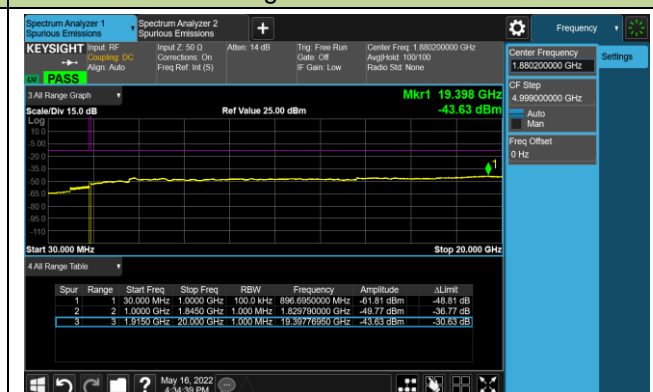 Spectrum Analyzer 1
Spurious Emissions
Spectrum Analyzer 2
Spurious Emissions
+
Frequency
KEYSIGHT
Input: RF
Coupling: DC
Align: Auto
Input Z: 50 Ω
Corrections: On
Freq Ref: Int (S)
Atten: 14 dB
Trig: Free Run
Gate: Off
IF Gain: Low
Center Freq: 1.880200000 GHz
Avg|Hold: 100/100
Radio Std: None
PASS
Center Frequency
1.880200000 GHz
Settings
CF Step
4.999000000 GHz
Auto
Man
Freq Offset
0 Hz
3 All Range Graph
Mkr1 19.398 GHz
Scale/Div 15.0 dB
Ref Value 25.00 dBm
-43.63 dBm
Log
10.0
-5.00
-20.0
-35.0
-50.0
-65.0
-80.0
-95.0
-110
1
Start 30.000 MHz
Stop 20.000 GHz
4 All Range Table
Spur Range Start Freq Stop Freq RBW Frequency Amplitude ΔLimit
1 1 30.000 MHz 1.0000 GHz 100.0 kHz 896.6950000 MHz -61.81 dBm -48.81 dB
2 2 1.0000 GHz 1.8450 GHz 1.000 MHz 1.829790000 GHz -49.77 dBm -36.77 dB
3 3 1.9150 GHz 20.000 GHz 1.000 MHz 19.39776950 GHz -43.63 dBm -30.63 dB
?
May 16, 2022
4:34:39 PM